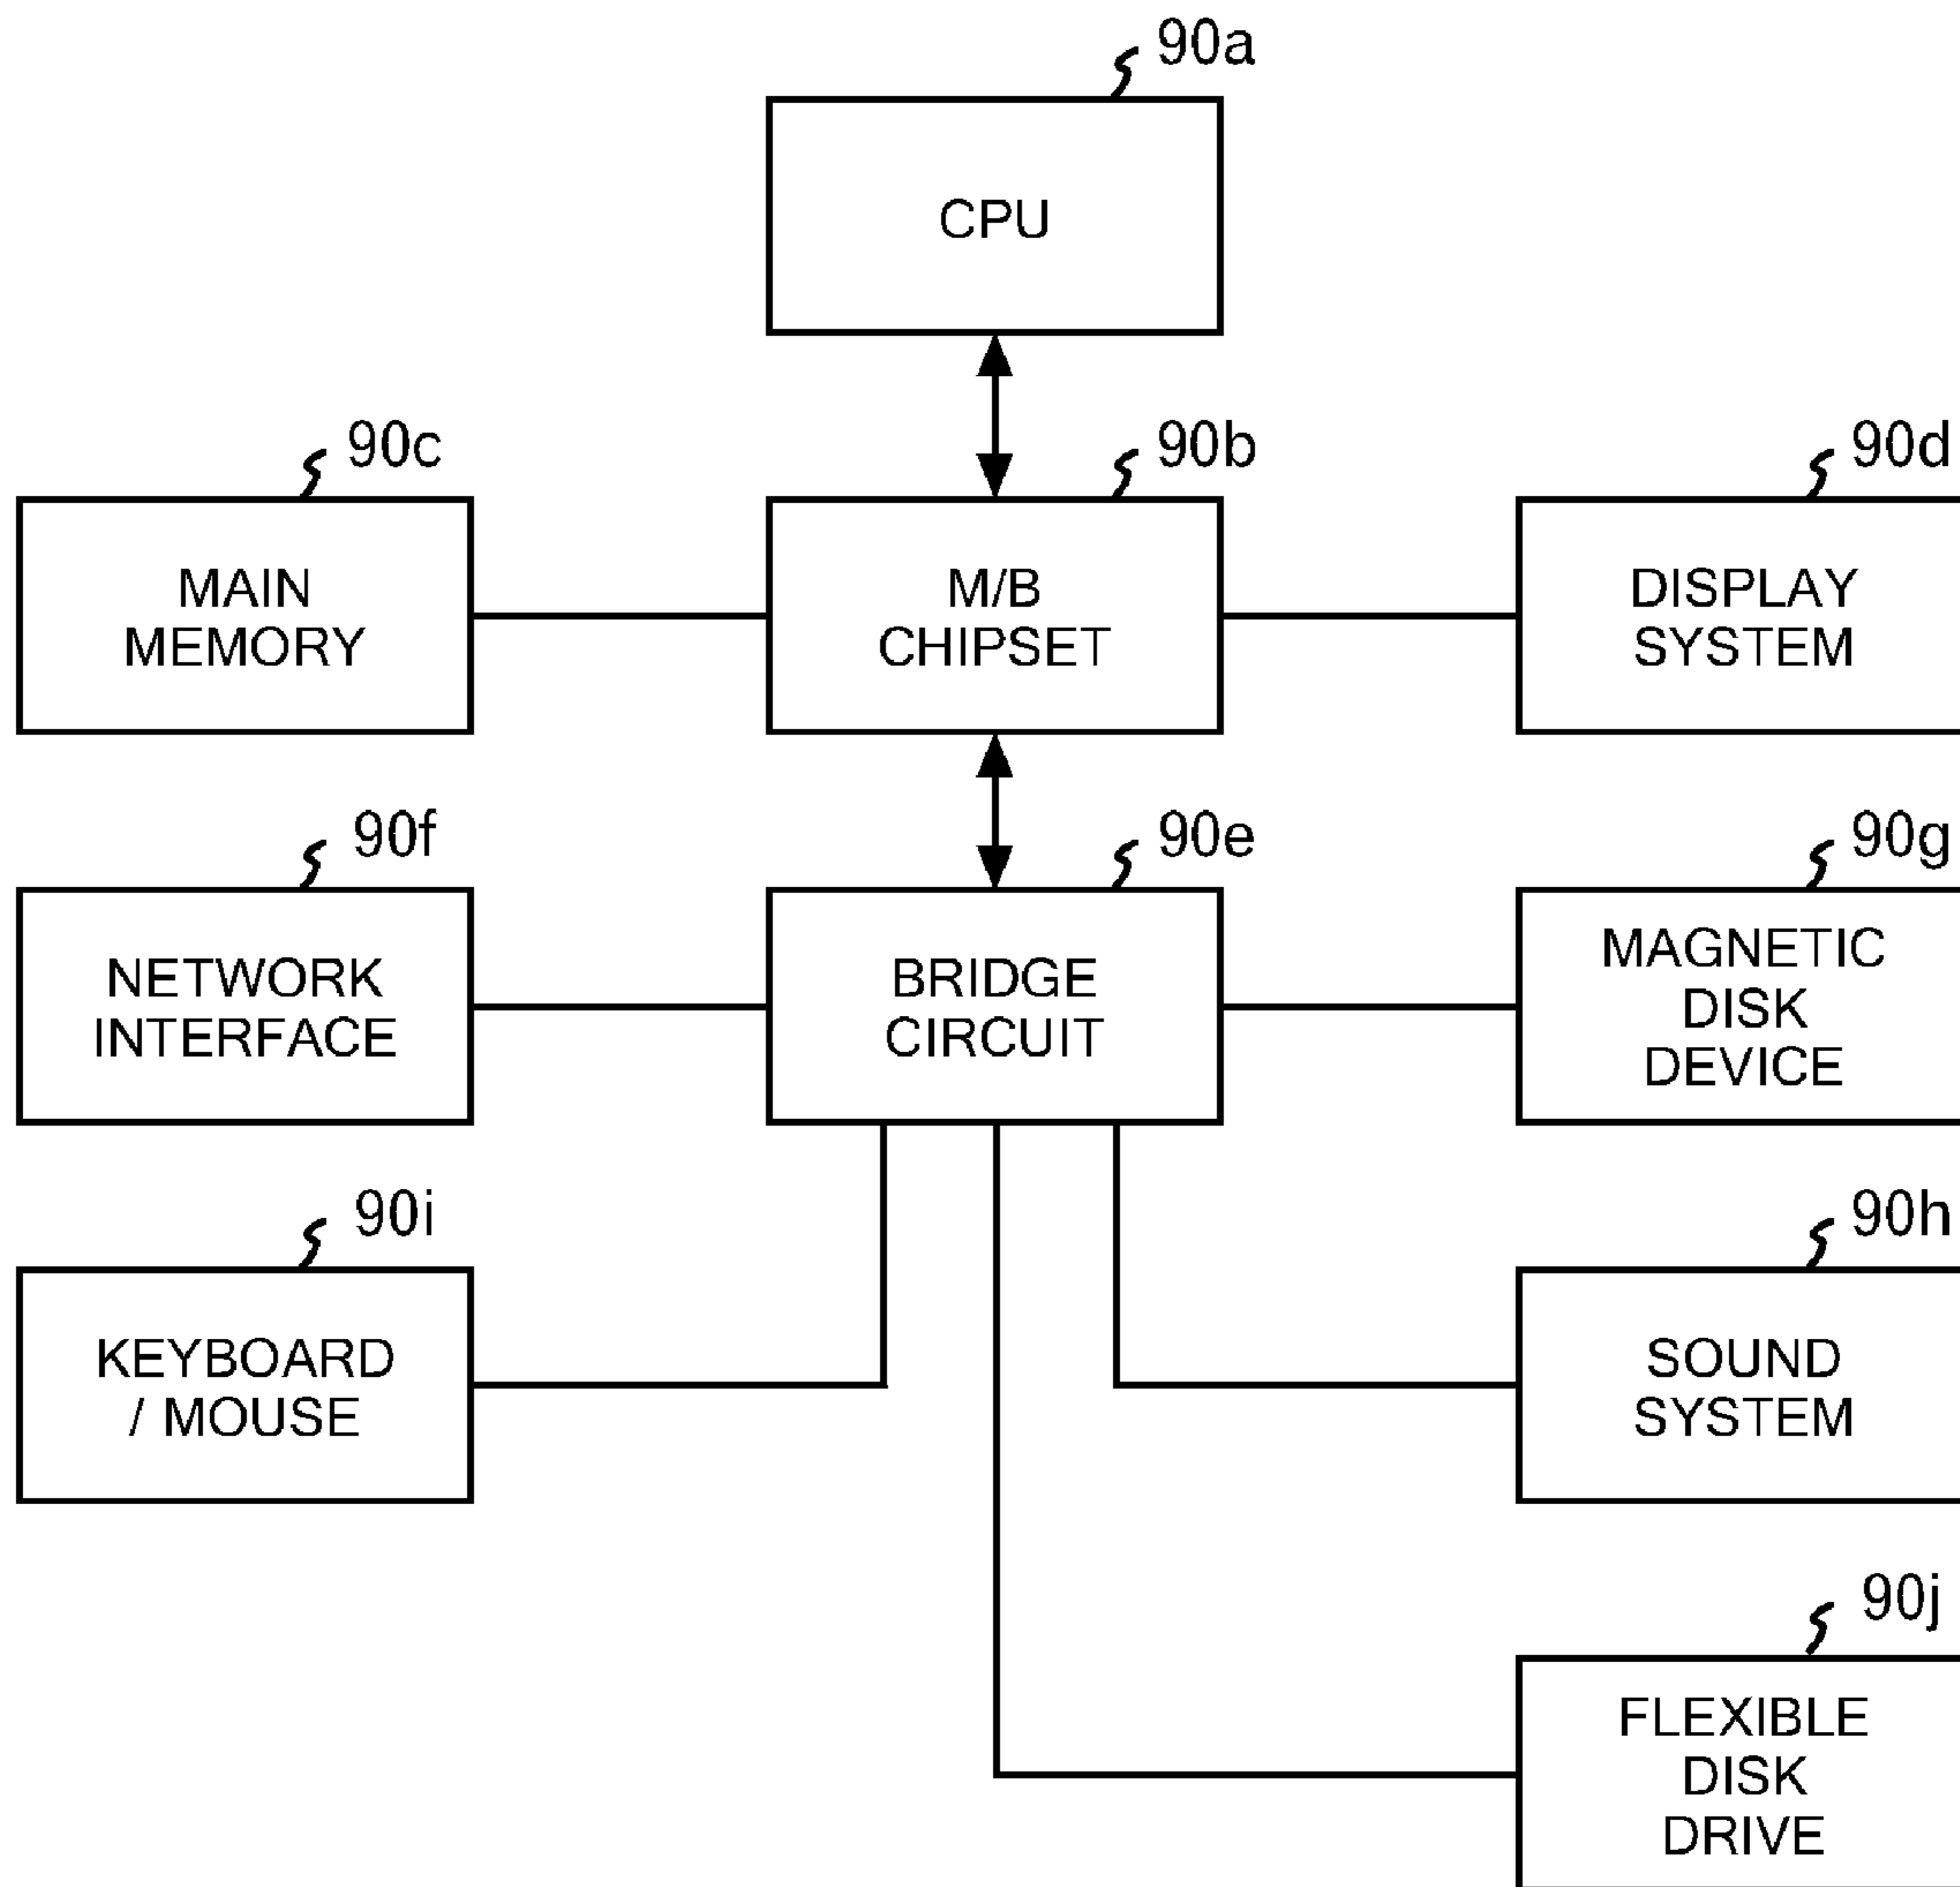 90a
CPU
90c
90b
90d
MAIN
MEMORY
M/B
CHIPSET
DISPLAY
SYSTEM
90f
90e
90g
NETWORK
INTERFACE
BRIDGE
CIRCUIT
MAGNETIC
DISK
DEVICE
90i
90h
KEYBOARD
/ MOUSE
SOUND
SYSTEM
90j
FLEXIBLE
DISK
DRIVE